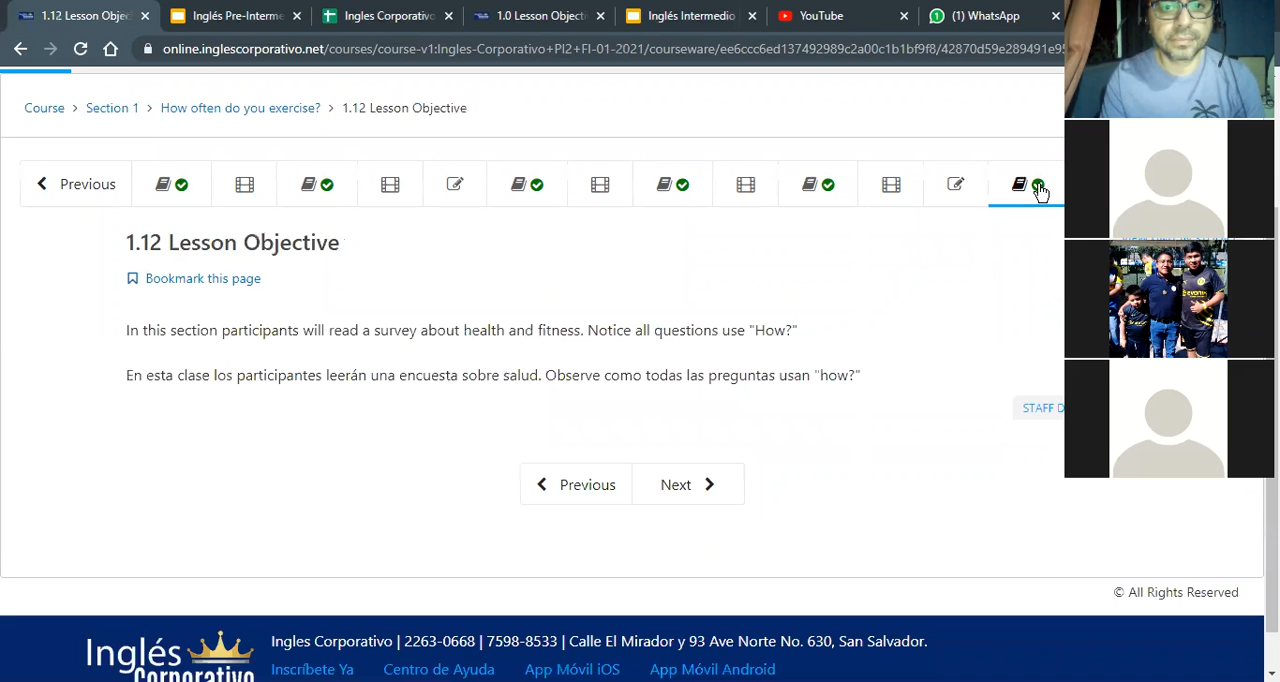 1.12 Lesson Objec
Inglés Pre-Interme
Ingles Corporativo
1.0 Lesson Objecti
Inglés Intermedio
YouTube
(1) WhatsApp
online.inglescorporativo.net/courses/course-v1:Ingles-Corporativo+PI2+FI-01-2021/courseware/ee6ccc6ed137492989c2a00c1b1bf9f8/42870d59e289491e95
Course > Section 1 > How often do you exercise? > 1.12 Lesson Objective
Previous
1.12 Lesson Objective
Bookmark this page
In this section participants will read a survey about health and fitness. Notice all questions use "How?"
En esta clase los participantes leerán una encuesta sobre salud. Observe como todas las preguntas usan "how?"
STAFF D
Previous
Next
© All Rights Reserved
Inglés
Corporativo
Ingles Corporativo | 2263-0668 | 7598-8533 | Calle El Mirador y 93 Ave Norte No. 630, San Salvador.
Inscríbete Ya
Centro de Ayuda
App Móvil iOS
App Móvil Android